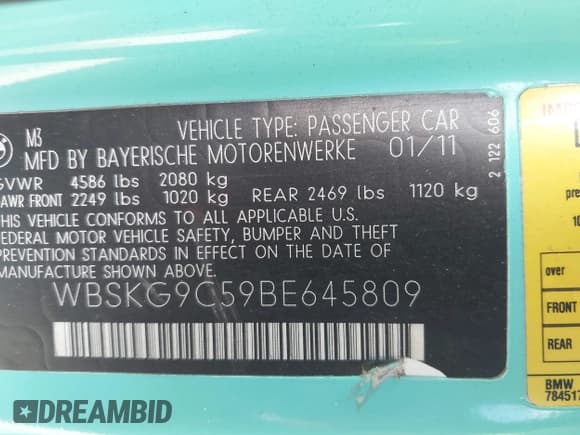 M3
VEHICLE TYPE: PASSENGER CAR
MFD BY BAYERISCHE MOTORENWERKE 01/11
GVWR 4586 lbs 2080 kg
GAWR FRONT 2249 lbs 1020 kg REAR 2469 lbs 1120 kg
THIS VEHICLE CONFORMS TO ALL APPLICABLE U.S.
FEDERAL MOTOR VEHICLE SAFETY, BUMPER AND THEFT
PREVENTION STANDARDS IN EFFECT ON THE DATE OF
MANUFACTURE SHOWN ABOVE.
WBSKG9C59BE645809
2 122 606
over
FRONT
REAR
BMW
784517
DREAMBID